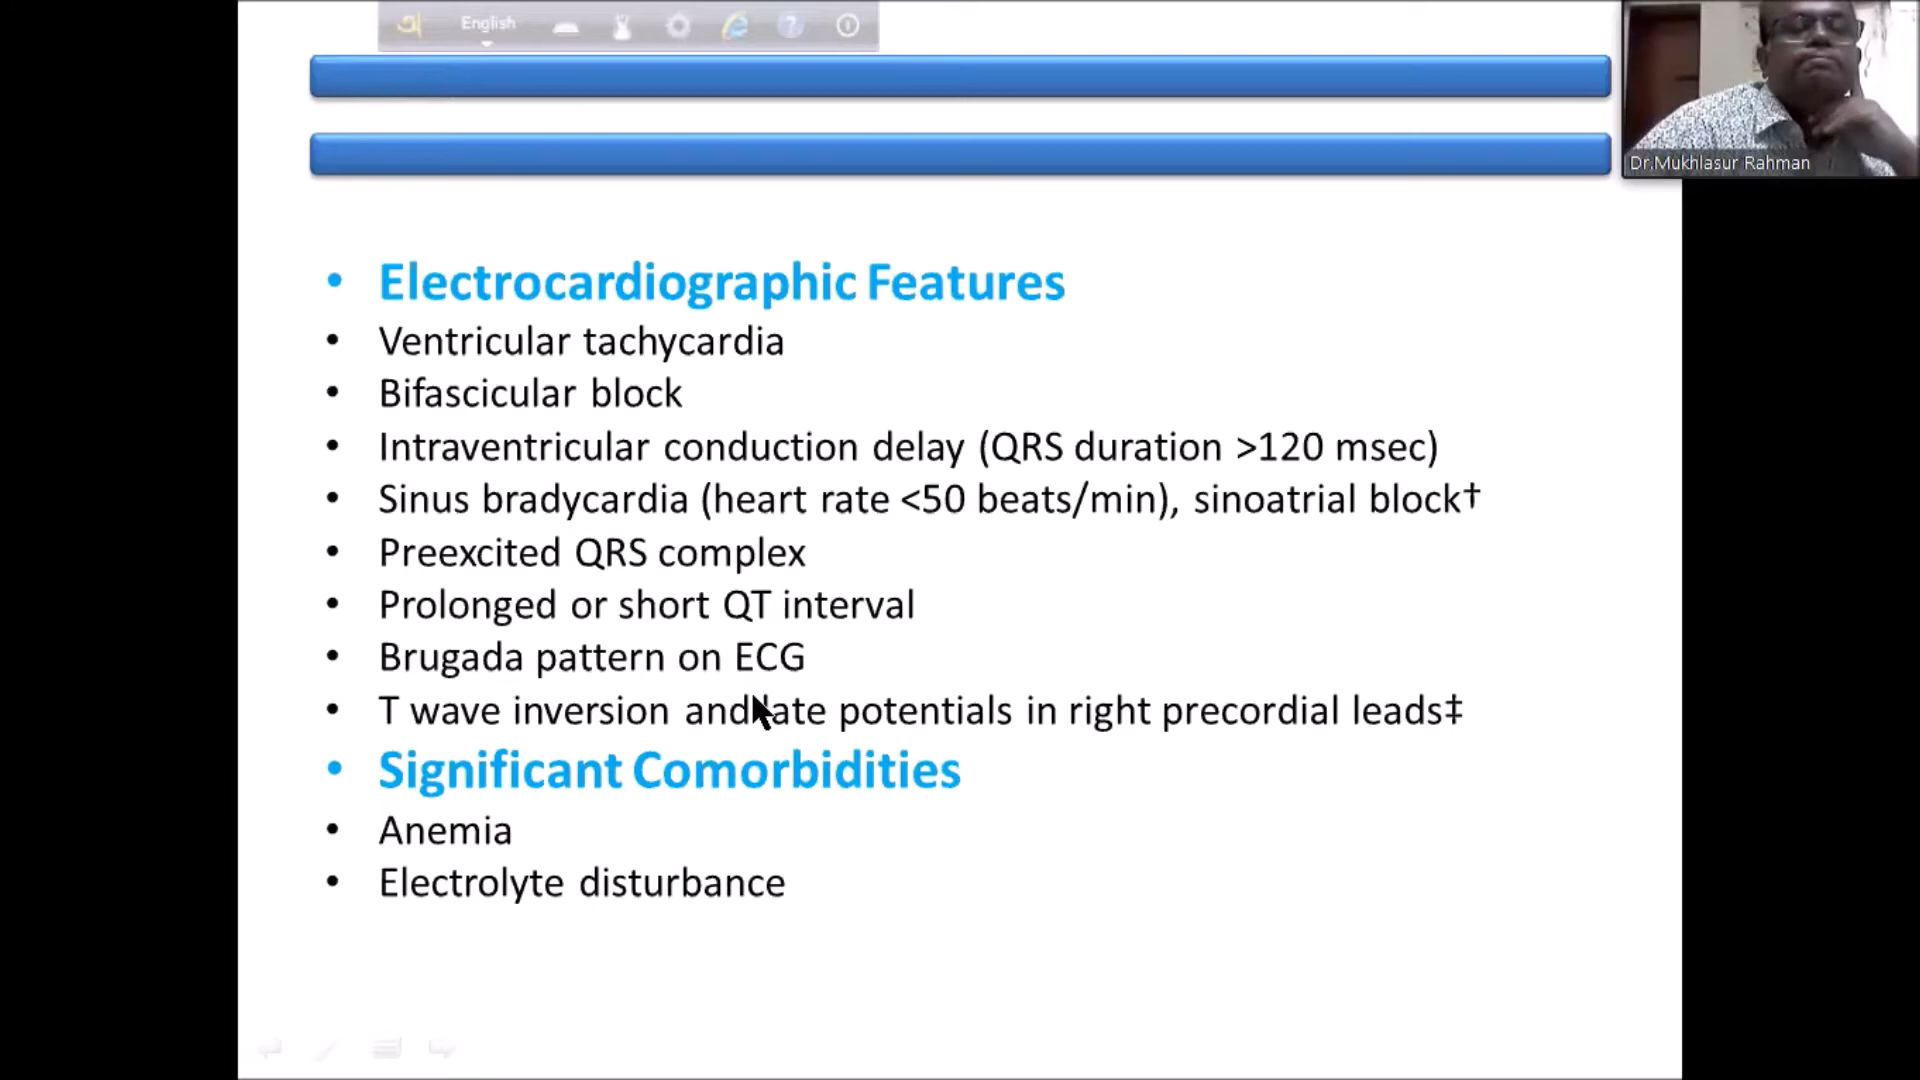 অ English
Dr.Mukhlasur Rahman
• Electrocardiographic Features
• Ventricular tachycardia
• Bifascicular block
• Intraventricular conduction delay (QRS duration >120 msec)
• Sinus bradycardia (heart rate <50 beats/min), sinoatrial block†
• Preexcited QRS complex
• Prolonged or short QT interval
• Brugada pattern on ECG
• T wave inversion and late potentials in right precordial leads‡
• Significant Comorbidities
• Anemia
• Electrolyte disturbance